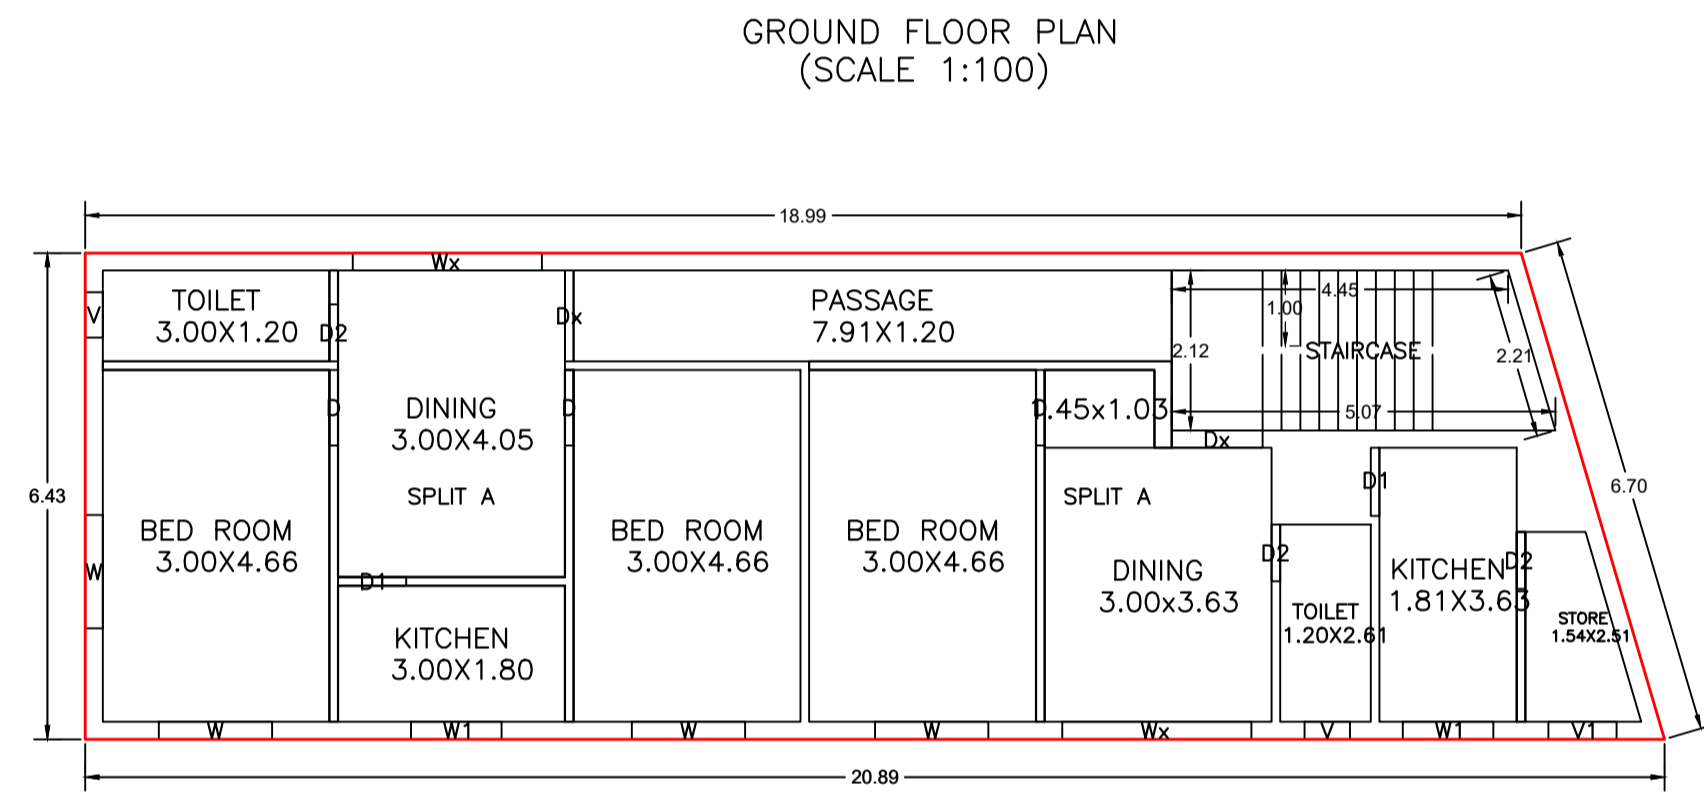 GROUND FLOOR PLAN
(SCALE 1:100)
18.99
Wx
TOILET
3.00X1.20
V
D2
Dx
PASSAGE
7.91X1.20
4.45
1.00
2.12
STAIRCASE
2.21
5.07
6.70
6.43
D
DINING
3.00X4.05
D
D
1.45x1.03
Dx
SPLIT A
SPLIT A
D1
BED ROOM
3.00X4.66
BED ROOM
3.00X4.66
BED ROOM
3.00X4.66
W
D1
DINING
3.00x3.63
D2
TOILET
1.20X2.61
KITCHEN
1.81X3.63
D2
STORE
1.54X2.51
KITCHEN
3.00X1.80
W
W1
W
W
Wx
V
W1
V1
20.89